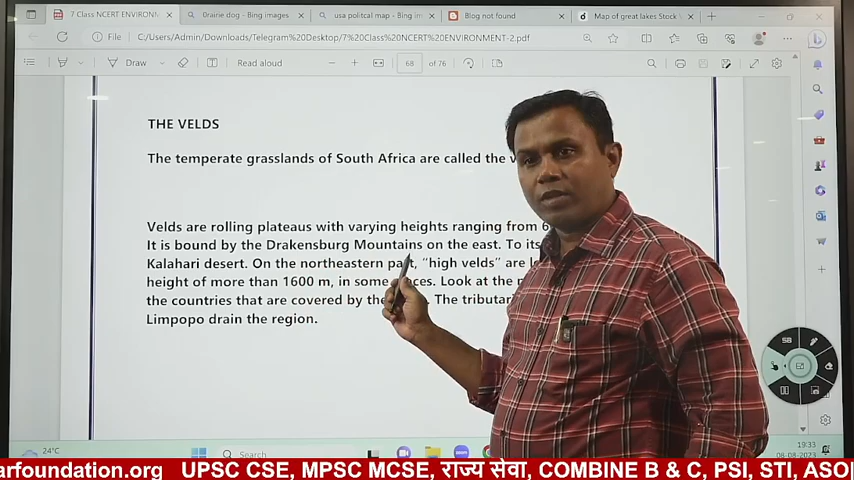 7 Class NCERT ENVIRONM
0rairie dog - Bing images
usa politcal map - Bing im
Blog not found
Map of great lakes Stock V
File
C:/Users/Admin/Downloads/Telegram%20Desktop/7%20Class%20NCERT%20ENVIRONMENT-2.pdf
Draw
Read aloud
68
of 76
THE VELDS
The temperate grasslands of South Africa are called the v
Velds are rolling plateaus with varying heights ranging from 6
It is bound by the Drakensburg Mountains on the east. To its
Kalahari desert. On the northeastern part, "high velds" are lo
height of more than 1600 m, in some places. Look at the m
the countries that are covered by the The tributari
Limpopo drain the region.
SB
24°C
Search
19:33
08-08-2023
arfoundation.org UPSC CSE, MPSC MCSE, राज्य सेवा, COMBINE B & C, PSI, STI, ASO